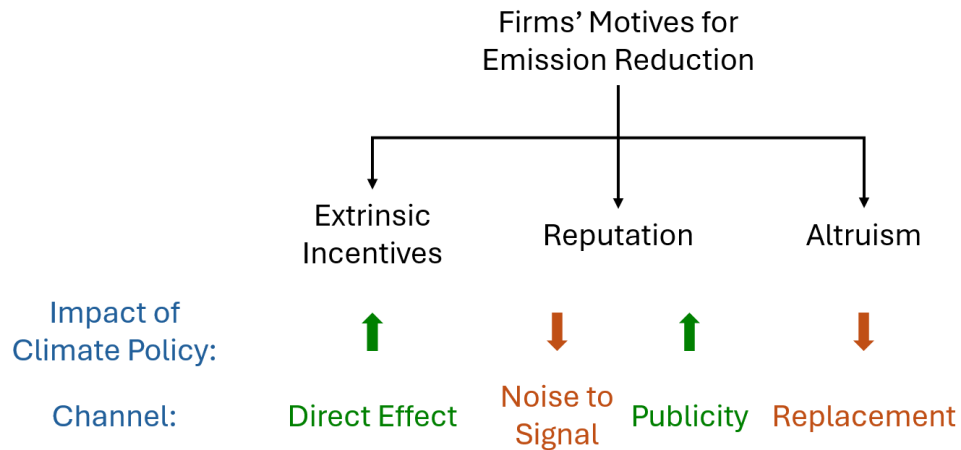 Firms’ Motives for
Emission Reduction
Extrinsic
Incentives
Reputation
Altruism
Impact of
Climate Policy:
Channel:
Direct Effect
Noise to
Signal
Publicity
Replacement